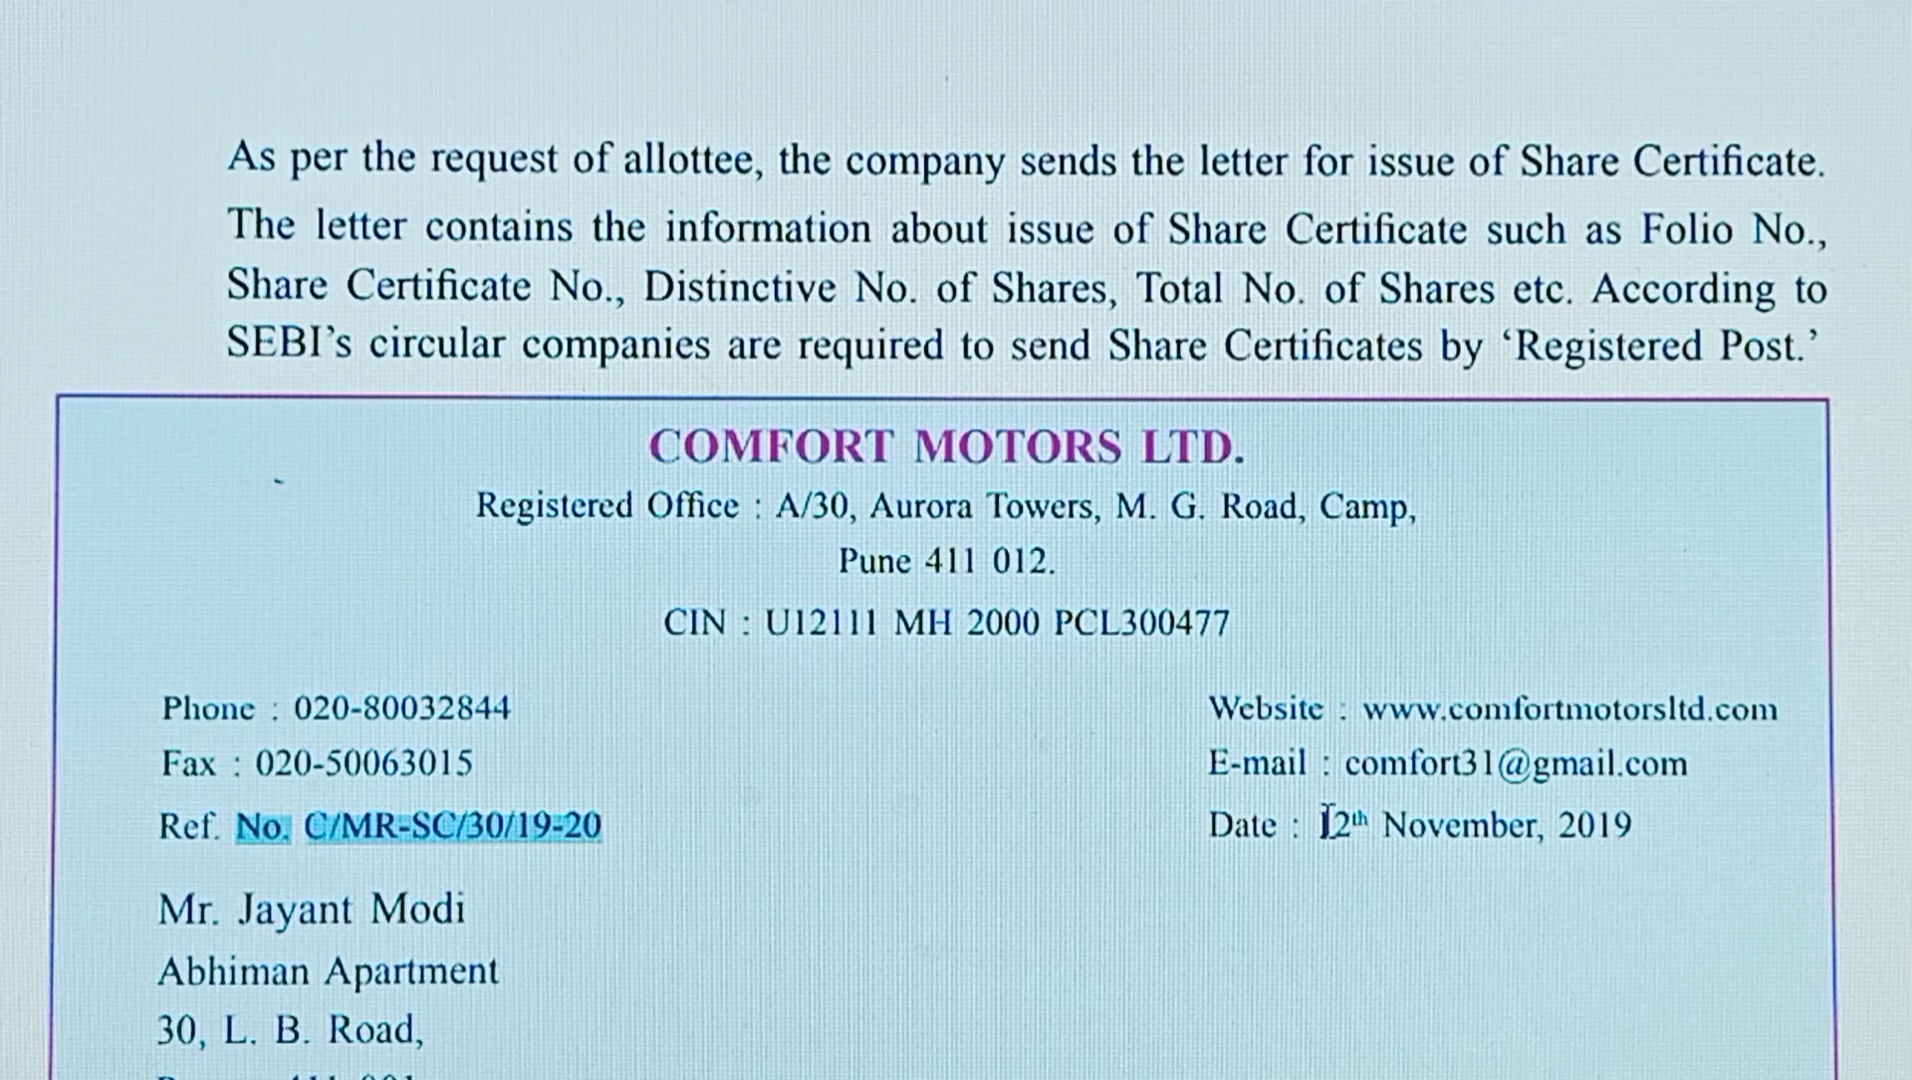 As per the request of allottee, the company sends the letter for issue of Share Certificate.
The letter contains the information about issue of Share Certificate such as Folio No.,
Share Certificate No., Distinctive No. of Shares, Total No. of Shares etc. According to
SEBI’s circular companies are required to send Share Certificates by ‘Registered Post.’
COMFORT MOTORS LTD.
Registered Office : A/30, Aurora Towers, M. G. Road, Camp,
Pune 411 012.
CIN : U12111 MH 2000 PCL300477
Phone : 020-80032844 Website : www.comfortmotorsltd.com
Fax : 020-50063015 E-mail : comfort31@gmail.com
Ref. No. C/MR-SC/30/19-20 Date : 12th November, 2019
Mr. Jayant Modi
Abhiman Apartment
30, L. B. Road,